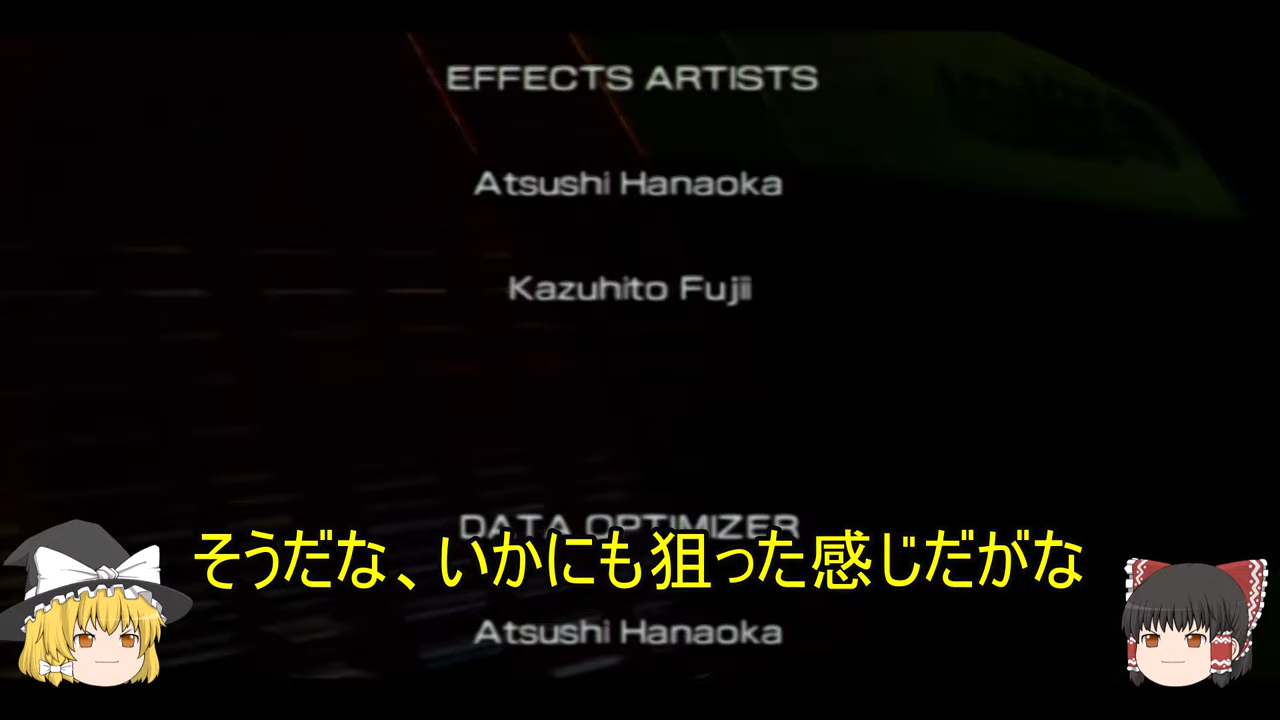 EFFECTS ARTISTS
Atsushi Hanaoka
Kazuhito Fujii
DATA OPTIMIZER
そうだな、いかにも狙った感じだがな
Atsushi Hanaoka